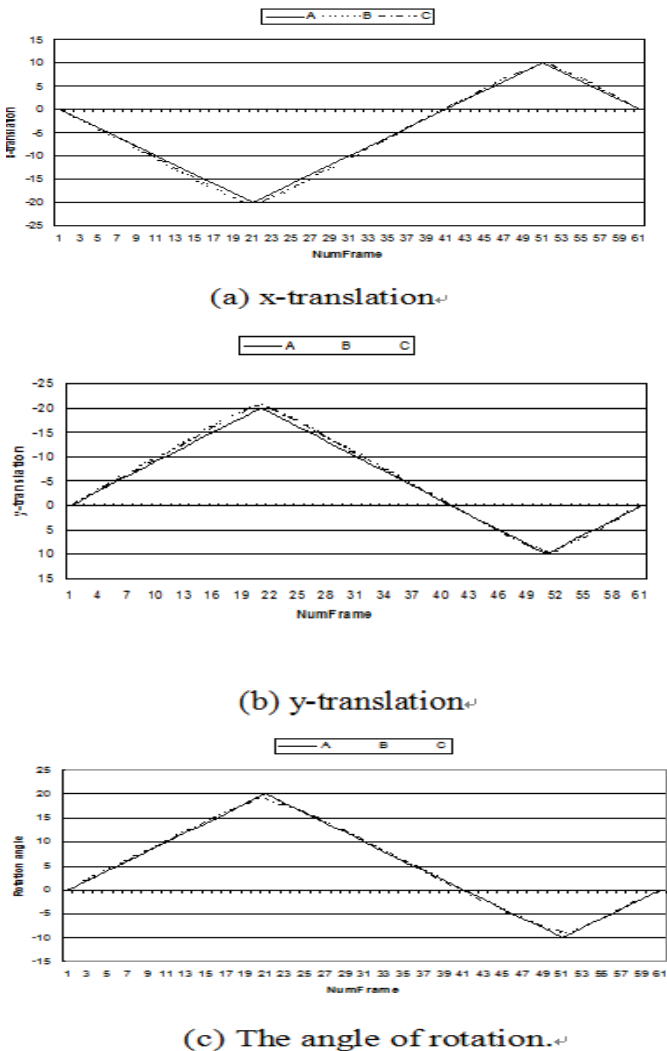 A B C
15
10
5
0
-5
-10
-15
-20
-25
x-translation
1 3 5 7 9 11 13 15 17 19 21 23 25 27 29 31 33 35 37 39 41 43 45 47 49 51 53 55 57 59 61
NumFrame
(a) x-translation↵
A B C
-25
-20
-15
-10
-5
0
5
10
15
y-translation
1 4 7 10 13 16 19 22 25 28 31 34 37 40 43 46 49 52 55 58 61
NumFrame
(b) y-translation↵
A B C
25
20
15
10
5
0
-5
-10
-15
Rotation angle
1 3 5 7 9 11 13 15 17 19 21 23 25 27 29 31 33 35 37 39 41 43 45 47 49 51 53 55 57 59 61
NumFrame
(c) The angle of rotation.↵